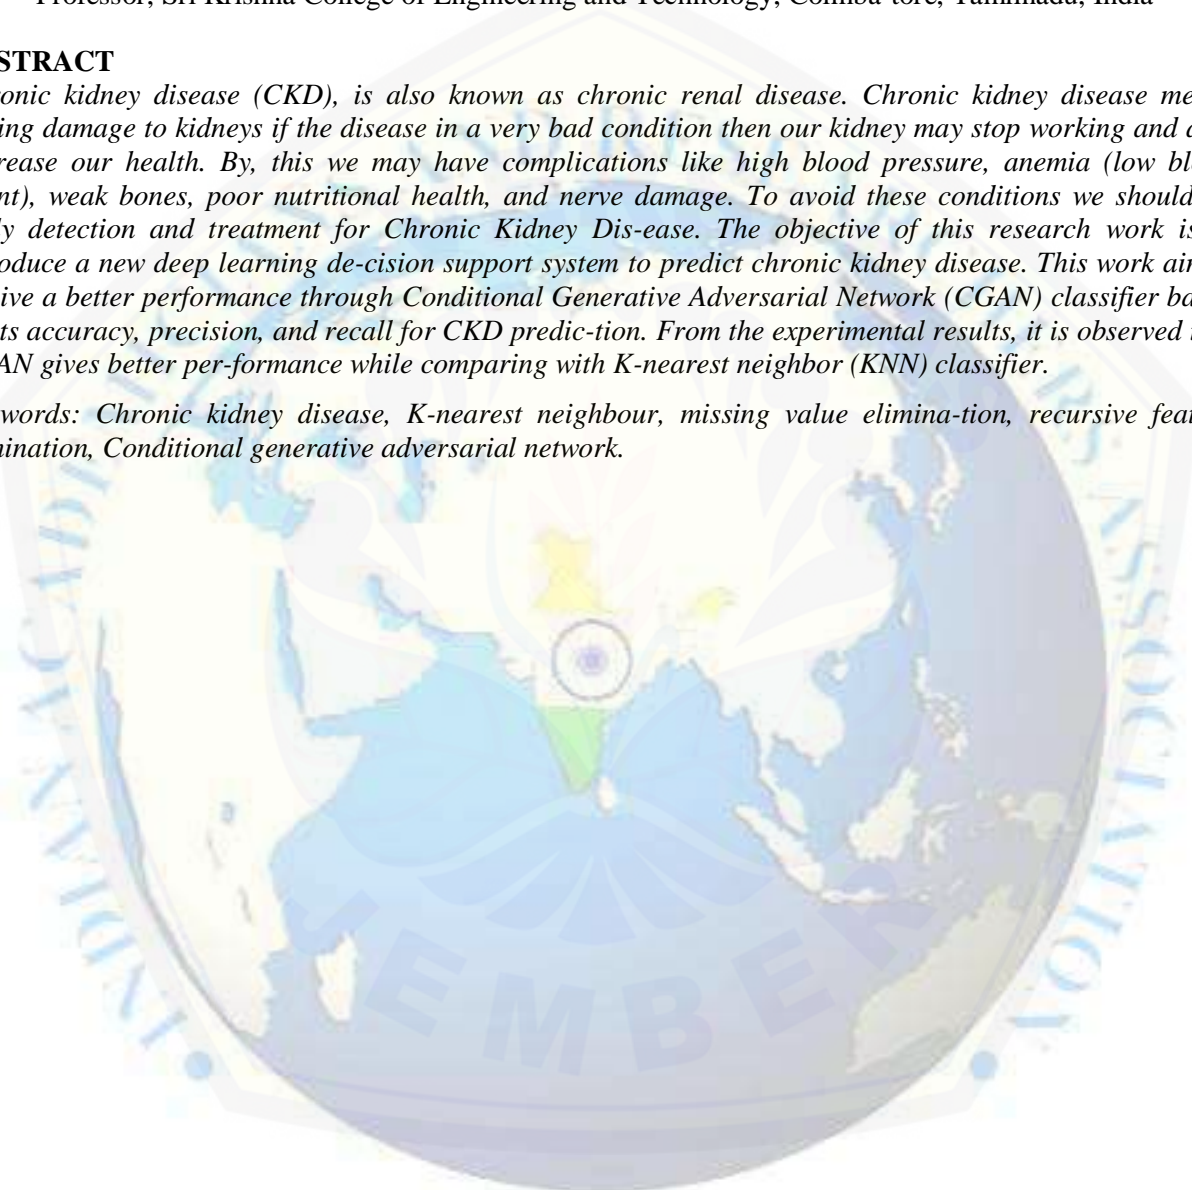 Professor, Sri Krishna College of Engineering and Technology, Coimba-tore, Tamilnadu, India
STRACT
onic kidney disease (CKD), is also known as chronic renal disease. Chronic kidney disease me
ing damage to kidneys if the disease in a very bad condition then our kidney may stop working and a
rease our health. By, this we may have complications like high blood pressure, anemia (low bl
nt), weak bones, poor nutritional health, and nerve damage. To avoid these conditions we should
ly detection and treatment for Chronic Kidney Dis-ease. The objective of this research work is
oduce a new deep learning de-cision support system to predict chronic kidney disease. This work aim
ive a better performance through Conditional Generative Adversarial Network (CGAN) classifier ba
ts accuracy, precision, and recall for CKD predic-tion. From the experimental results, it is observed
AN gives better per-formance while comparing with K-nearest neighbor (KNN) classifier.
words: Chronic kidney disease, K-nearest neighbour, missing value elimina-tion, recursive feat
ination, Conditional generative adversarial network.
INDIAN ACADEMIC RESEARCHERS ASSOCIATION
MEMBER